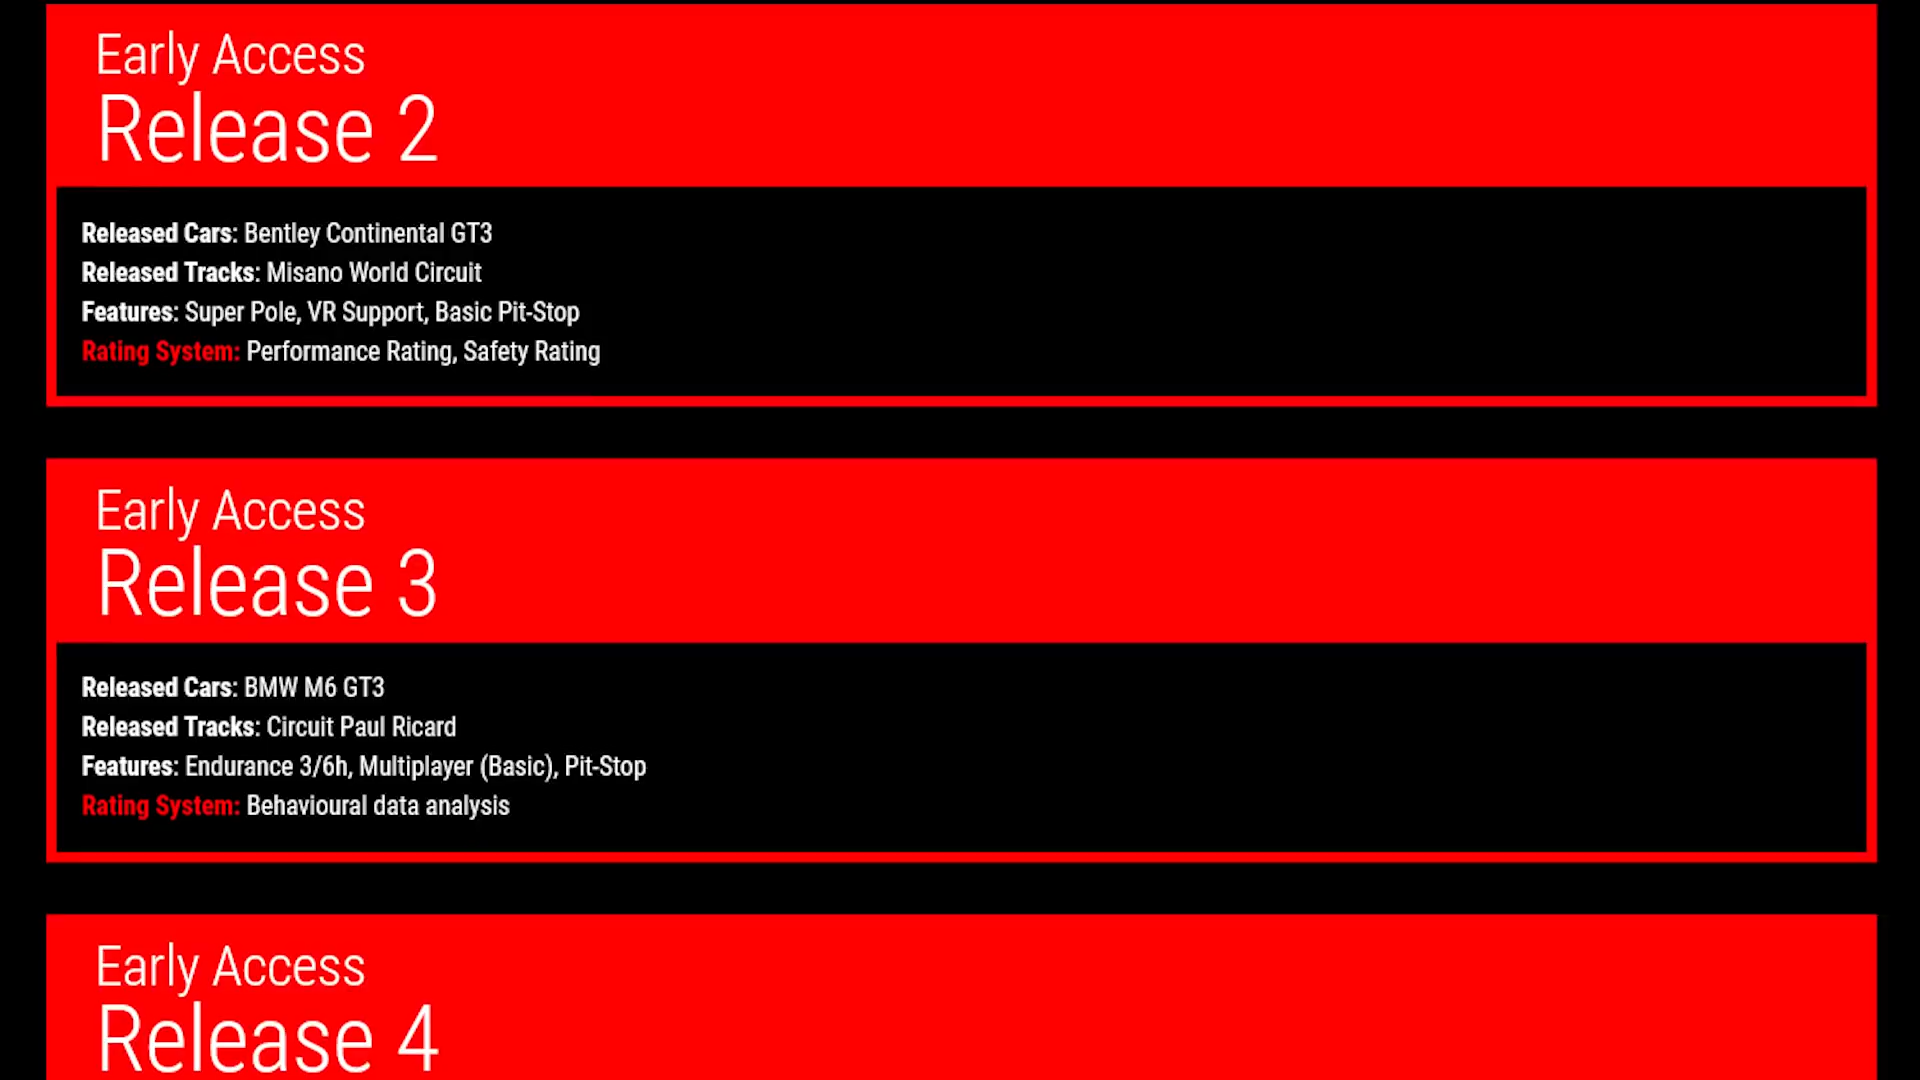 Early Access
Release 2
Released Cars: Bentley Continental GT3
Released Tracks: Misano World Circuit
Features: Super Pole, VR Support, Basic Pit-Stop
Rating System: Performance Rating, Safety Rating
Early Access
Release 3
Released Cars: BMW M6 GT3
Released Tracks: Circuit Paul Ricard
Features: Endurance 3/6h, Multiplayer (Basic), Pit-Stop
Rating System: Behavioural data analysis
Early Access
Release 4